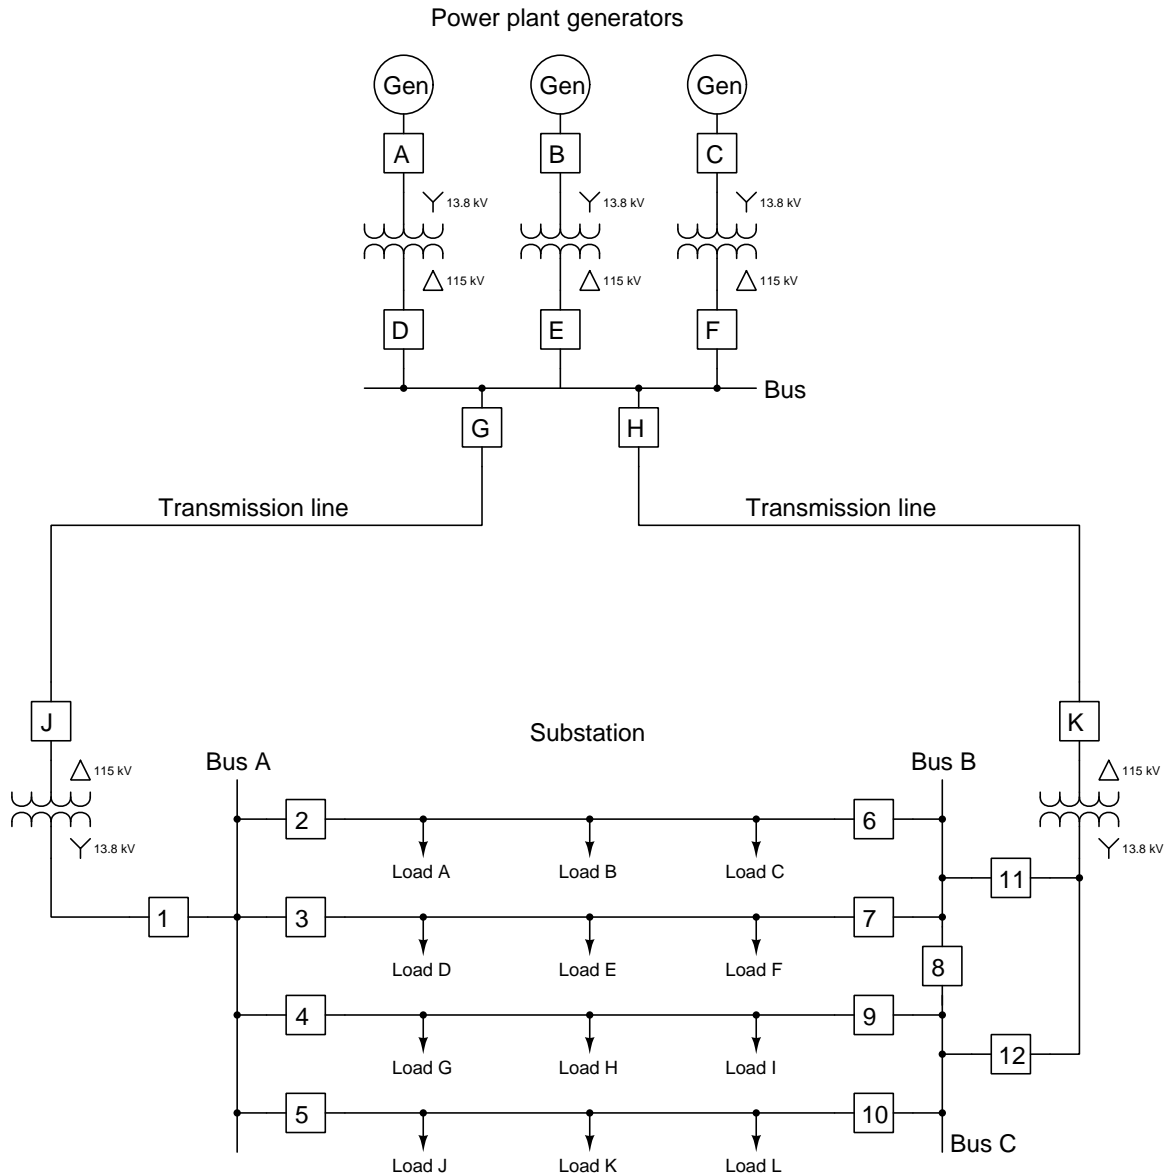 Power plant generators
Gen Gen Gen
A B C
13.8 kV 13.8 kV 13.8 kV
115 kV 115 kV 115 kV
D E F
Bus
G H
Transmission line Transmission line
J K
Substation
Bus A Bus B
115 kV 115 kV
2 6
13.8 kV 13.8 kV
Load A Load B Load C
11
1 3 7
Load D Load E Load F
8
4 9
12
Load G Load H Load I
5 10
Bus C
Load J Load K Load L